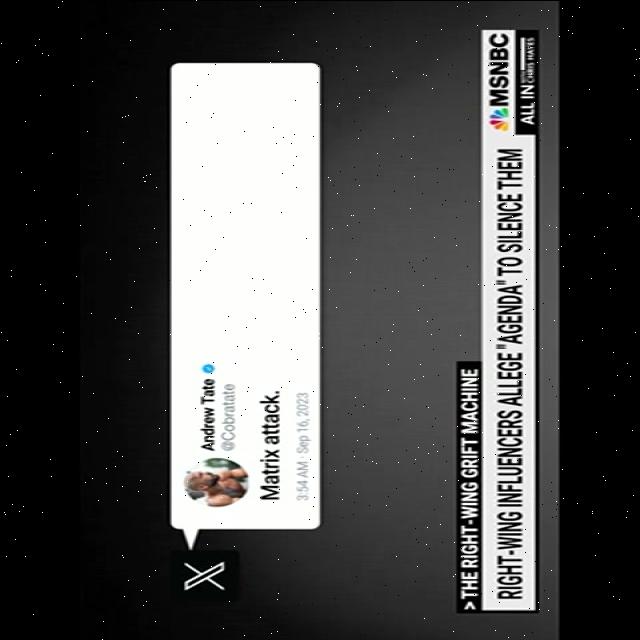 Andrew Tate
@Cobratate
Matrix attack.
3:54 AM · Sep 16, 2023
> THE RIGHT-WING GRIFT MACHINE
RIGHT-WING INFLUENCERS ALLEGE "AGENDA" TO SILENCE THEM
MSNBC
ALL IN
CHRIS HAYES